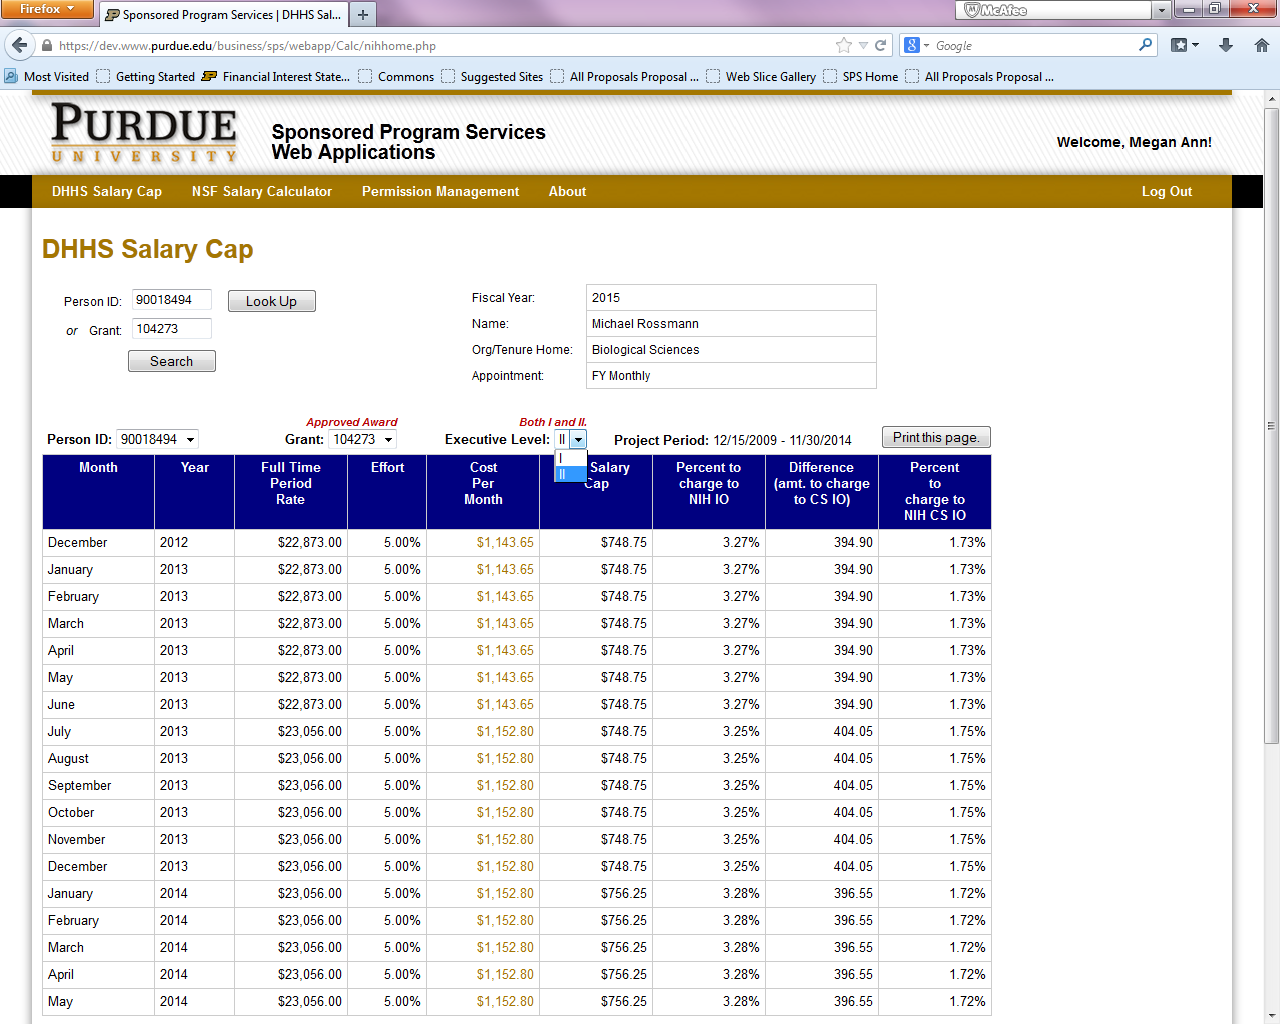 Firefox
Sponsored Program Services | DHHS Sal...
McAfee
https://dev.www.purdue.edu/business/sps/webapp/Calc/nihhome.php
Google
Most Visited Getting Started Financial Interest State... Commons Suggested Sites All Proposals Proposal ... Web Slice Gallery SPS Home All Proposals Proposal ...
PURDUE
UNIVERSITY
Sponsored Program Services
Web Applications
Welcome, Megan Ann!
DHHS Salary Cap NSF Salary Calculator Permission Management About Log Out
DHHS Salary Cap
Person ID: 90018494 Look Up
or Grant: 104273
Search
Fiscal Year: 2015
Name: Michael Rossmann
Org/Tenure Home: Biological Sciences
Appointment: FY Monthly
Approved Award Both I and II.
Person ID: 90018494 Grant: 104273 Executive Level: II Project Period: 12/15/2009 - 11/30/2014 Print this page.
I
II
Month Year Full Time Period Rate Effort Cost Per Month Salary Cap Percent to charge to NIH IO Difference (amt. to charge to CS IO) Percent to charge to NIH CS IO
December 2012 $22,873.00 5.00% $1,143.65 $748.75 3.27% 394.90 1.73%
January 2013 $22,873.00 5.00% $1,143.65 $748.75 3.27% 394.90 1.73%
February 2013 $22,873.00 5.00% $1,143.65 $748.75 3.27% 394.90 1.73%
March 2013 $22,873.00 5.00% $1,143.65 $748.75 3.27% 394.90 1.73%
April 2013 $22,873.00 5.00% $1,143.65 $748.75 3.27% 394.90 1.73%
May 2013 $22,873.00 5.00% $1,143.65 $748.75 3.27% 394.90 1.73%
June 2013 $22,873.00 5.00% $1,143.65 $748.75 3.27% 394.90 1.73%
July 2013 $23,056.00 5.00% $1,152.80 $748.75 3.25% 404.05 1.75%
August 2013 $23,056.00 5.00% $1,152.80 $748.75 3.25% 404.05 1.75%
September 2013 $23,056.00 5.00% $1,152.80 $748.75 3.25% 404.05 1.75%
October 2013 $23,056.00 5.00% $1,152.80 $748.75 3.25% 404.05 1.75%
November 2013 $23,056.00 5.00% $1,152.80 $748.75 3.25% 404.05 1.75%
December 2013 $23,056.00 5.00% $1,152.80 $748.75 3.25% 404.05 1.75%
January 2014 $23,056.00 5.00% $1,152.80 $756.25 3.28% 396.55 1.72%
February 2014 $23,056.00 5.00% $1,152.80 $756.25 3.28% 396.55 1.72%
March 2014 $23,056.00 5.00% $1,152.80 $756.25 3.28% 396.55 1.72%
April 2014 $23,056.00 5.00% $1,152.80 $756.25 3.28% 396.55 1.72%
May 2014 $23,056.00 5.00% $1,152.80 $756.25 3.28% 396.55 1.72%